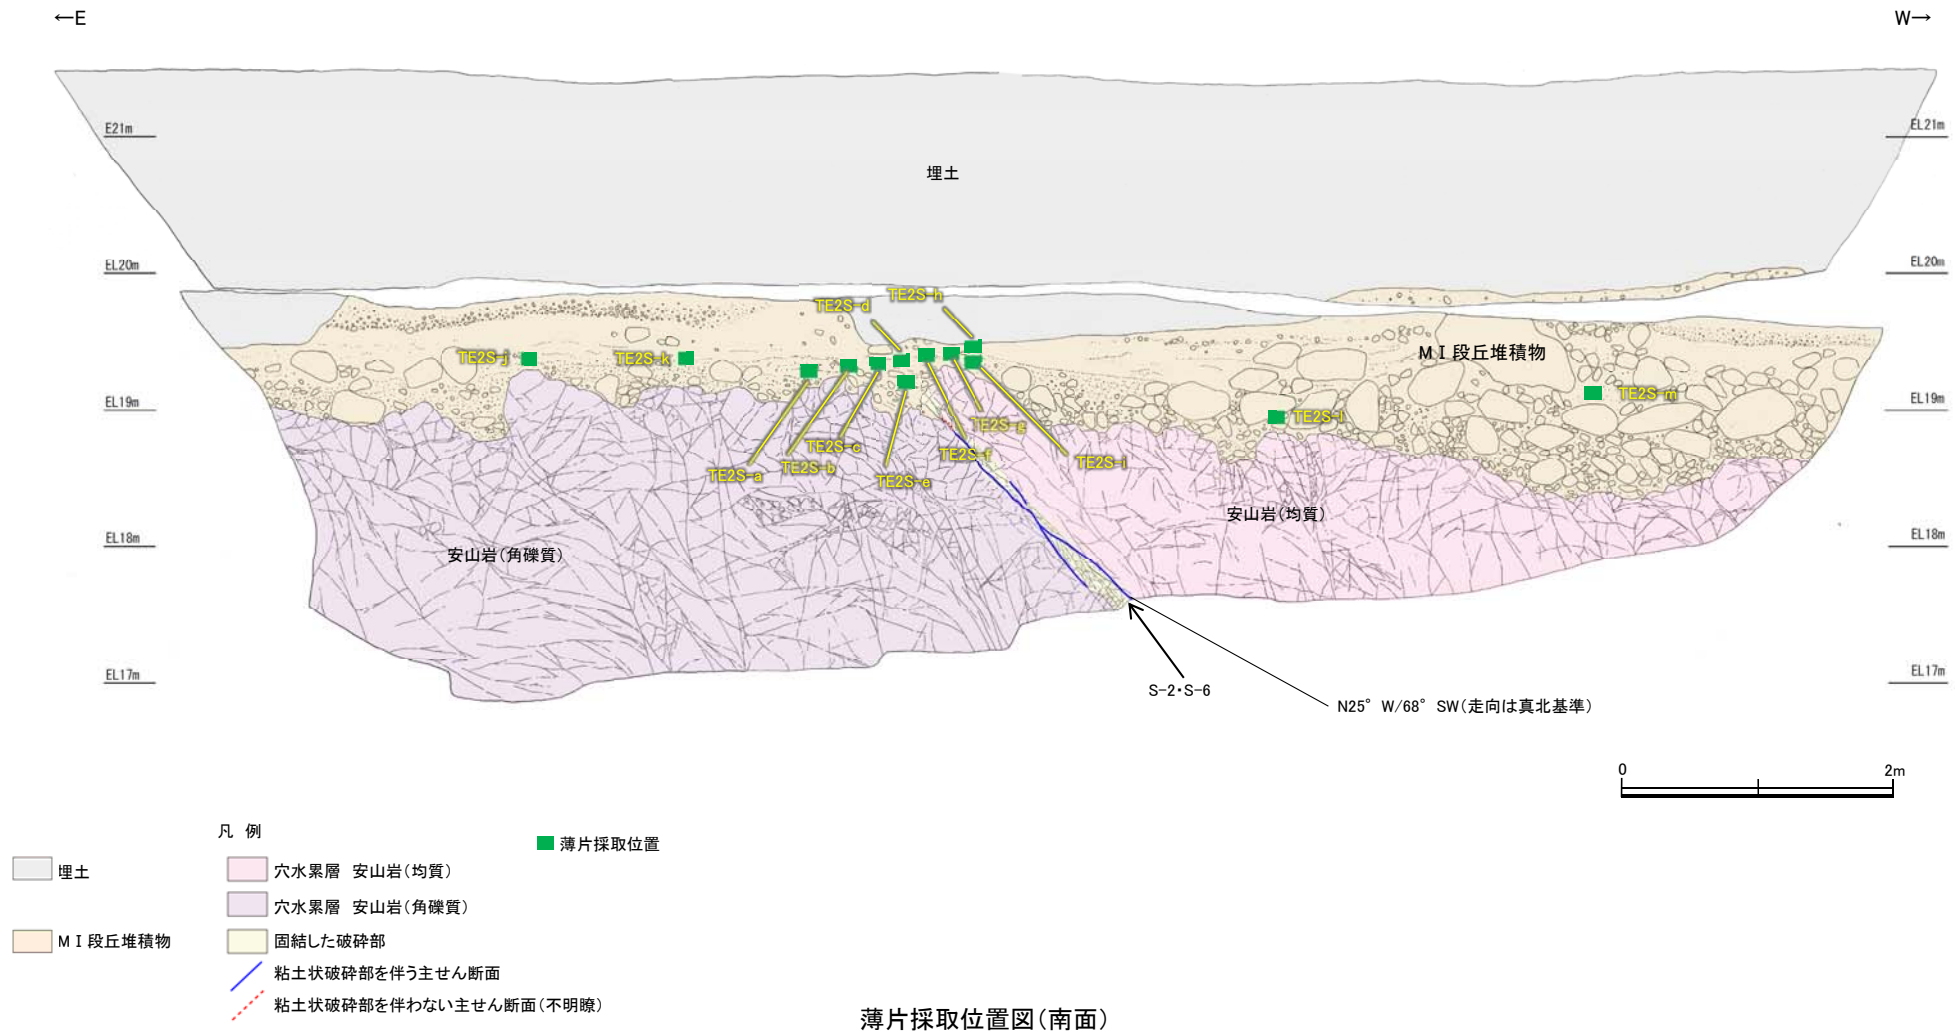 ←E
W→
E21m
EL21m
埋土
EL20m
EL20m
TE2S-h
TE2S-d
TE2S-j
TE2S-k
MⅠ段丘堆積物
TE2S-m
EL19m
EL19m
TE2S-l
TE2S-g
TE2S-c
TE2S-f
TE2S-i
TE2S-b
TE2S-a
TE2S-e
安山岩(均質)
EL18m
EL18m
安山岩(角礫質)
EL17m
EL17m
S-2・S-6
N25° W/68° SW(走向は真北基準)
0
2m
凡 例
薄片採取位置
埋土
穴水累層 安山岩(均質)
穴水累層 安山岩(角礫質)
MⅠ段丘堆積物
固結した破砕部
粘土状破砕部を伴う主せん断面
粘土状破砕部を伴わない主せん断面(不明瞭)
薄片採取位置図(南面)